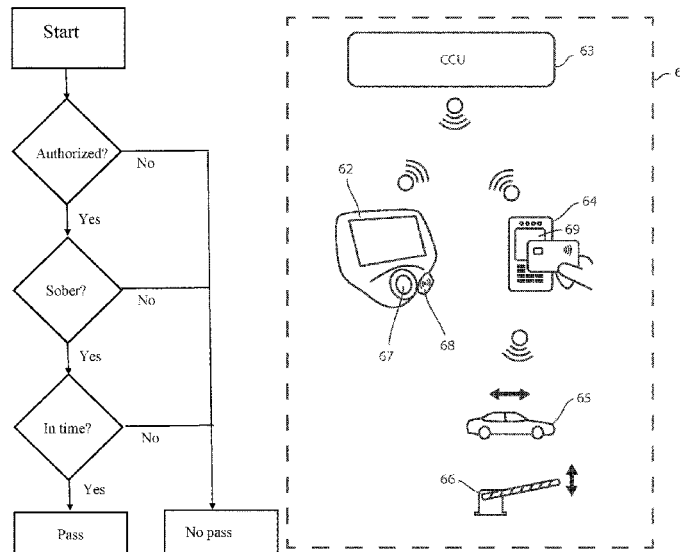 Start
Authorized?
No
Yes
Sober?
No
Yes
In time?
No
Yes
Pass
No pass
CCU
63
6
62
64
69
67
68
65
66